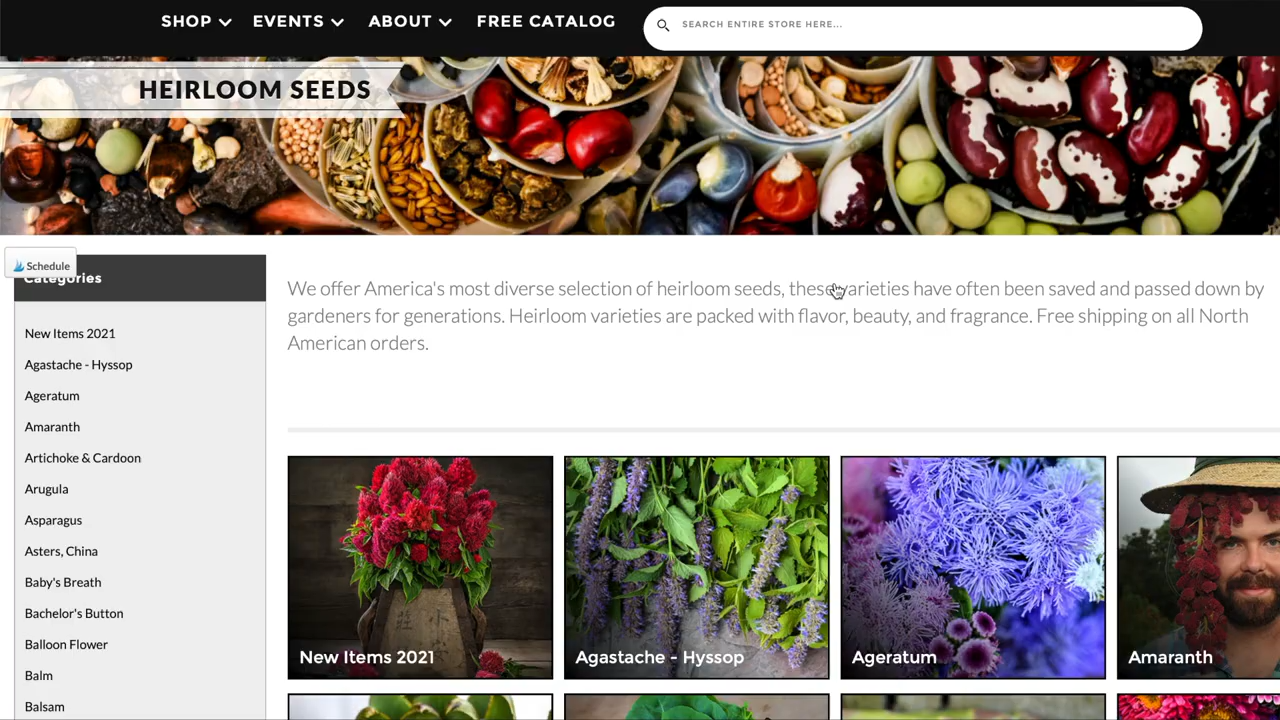 SHOP EVENTS ABOUT FREE CATALOG SEARCH ENTIRE STORE HERE...
HEIRLOOM SEEDS
Schedule
Categories
New Items 2021
Agastache - Hyssop
Ageratum
Amaranth
Artichoke & Cardoon
Arugula
Asparagus
Asters, China
Baby's Breath
Bachelor's Button
Balloon Flower
Balm
Balsam
We offer America's most diverse selection of heirloom seeds, these varieties have often been saved and passed down by
gardeners for generations. Heirloom varieties are packed with flavor, beauty, and fragrance. Free shipping on all North
American orders.
New Items 2021
Agastache - Hyssop
Ageratum
Amaranth